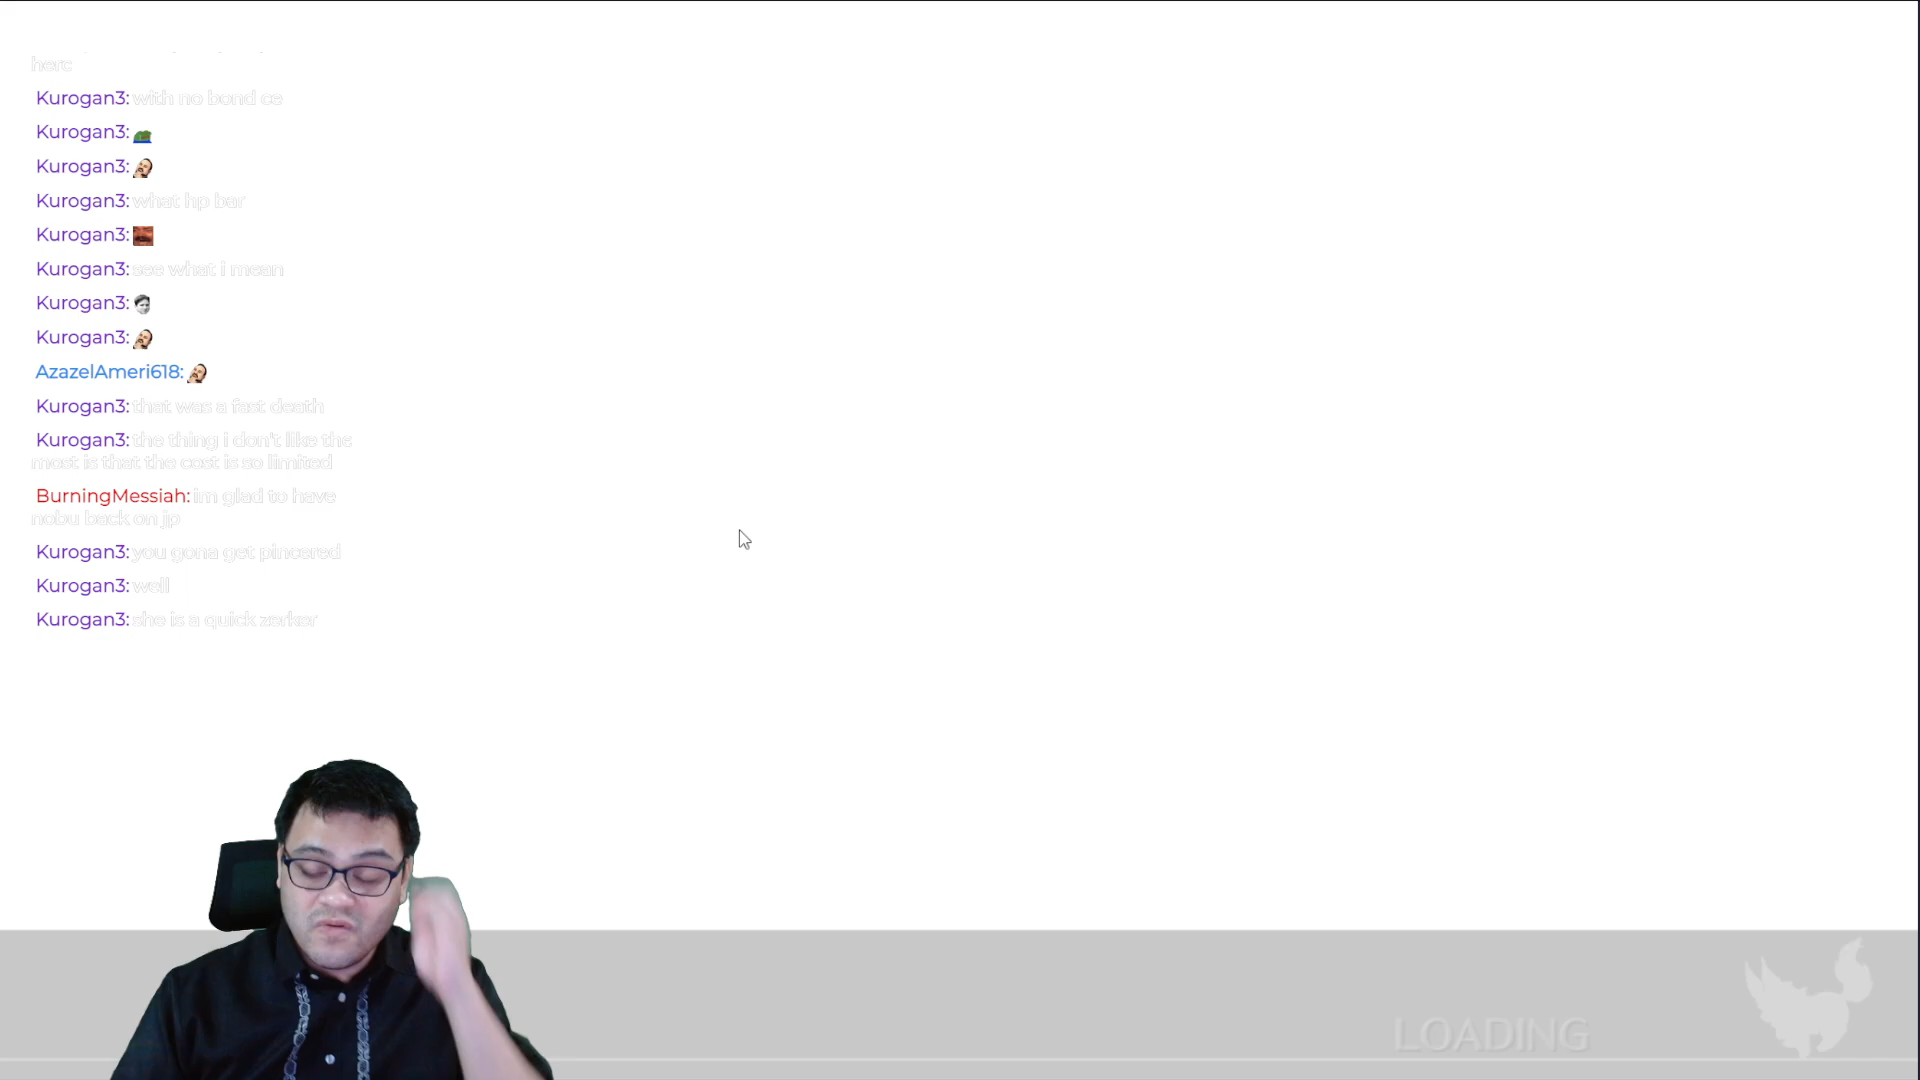 herc
Kurogan3: with no bond ce
Kurogan3:
Kurogan3:
Kurogan3: what hp bar
Kurogan3:
Kurogan3: see what i mean
Kurogan3:
Kurogan3:
AzazelAmeri618:
Kurogan3: that was a fast death
Kurogan3: the thing i don't like the
most is that the cost is so limited
BurningMessiah: im glad to have
nobu back on jp
Kurogan3: you gona get pincered
Kurogan3: well
Kurogan3: she is a quick zerker
LOADING